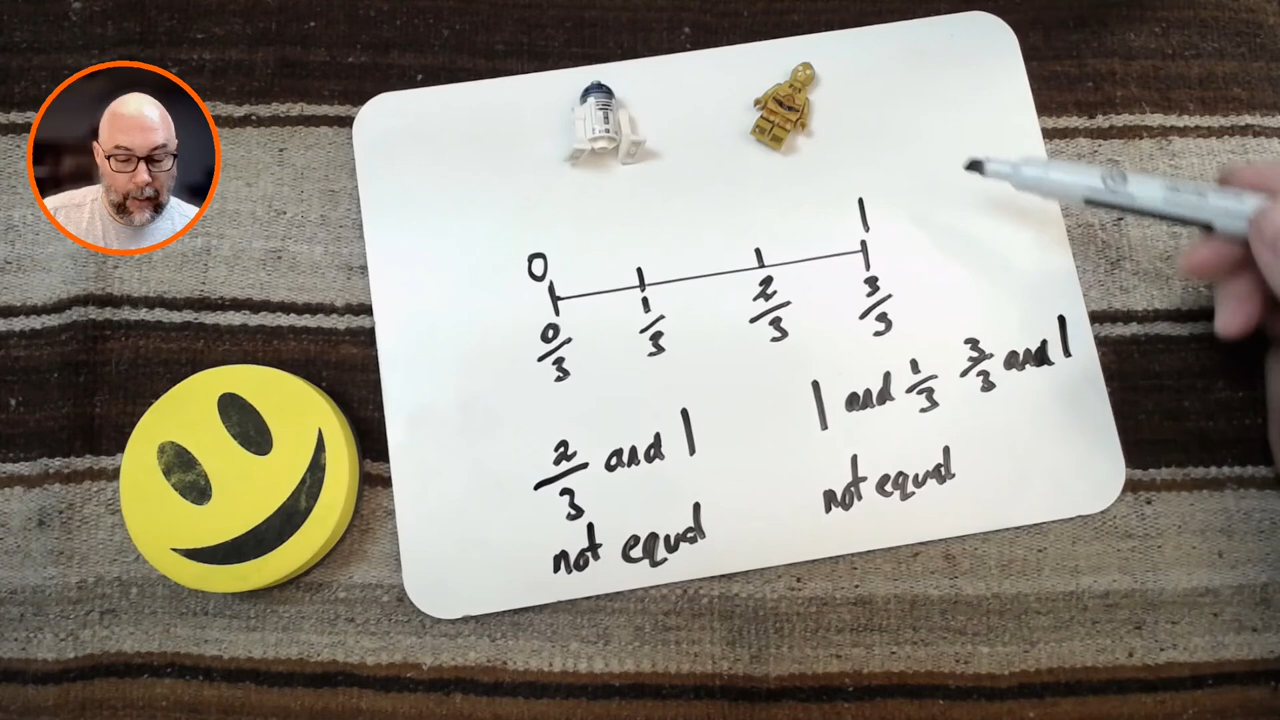 0 1
0/3 1/3 2/3 3/3
2/3 and 1
not equal
1 and 1/3 3/3 and 1
not equal